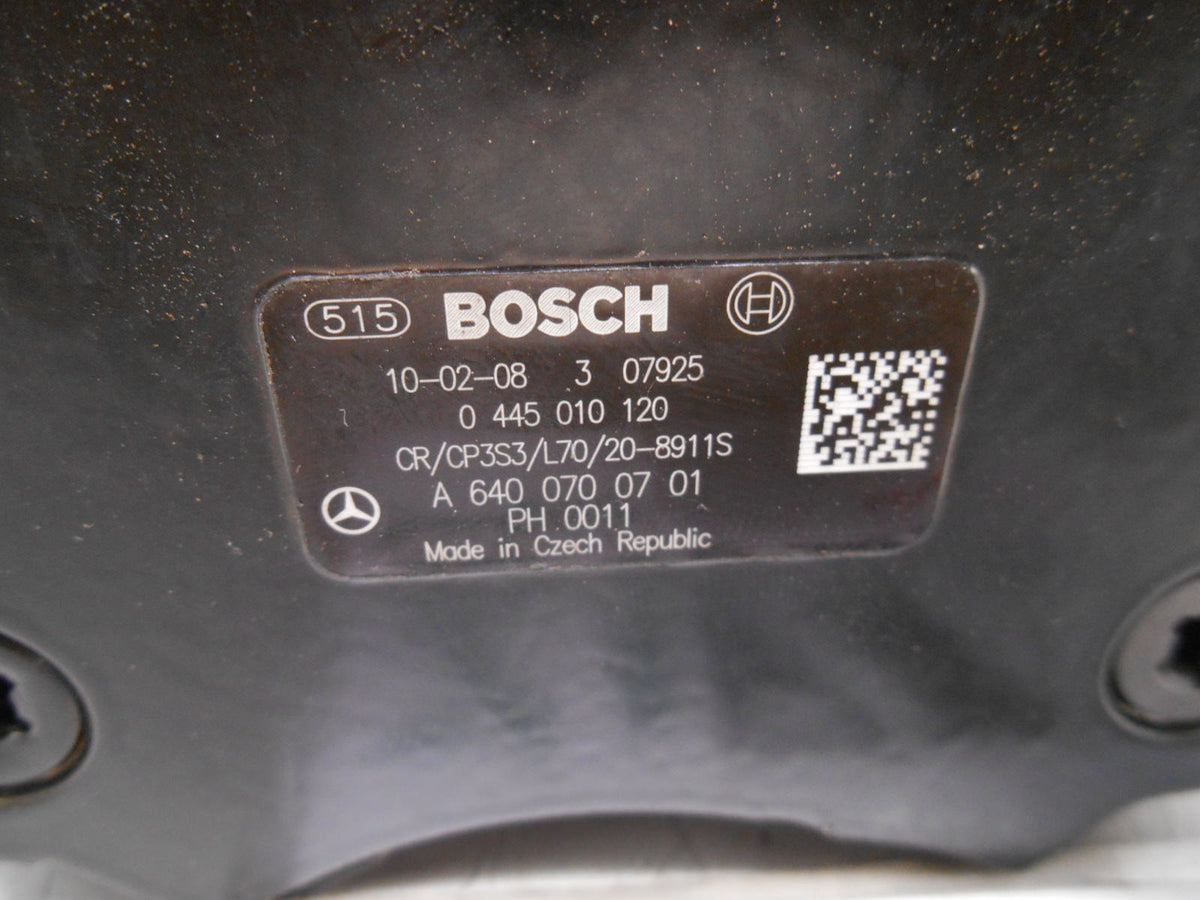 515 BOSCH
10-02-08 3 07925
0 445 010 120
CR/CP3S3/L70/20-8911S
A 640 070 07 01
PH 0011
Made in Czech Republic